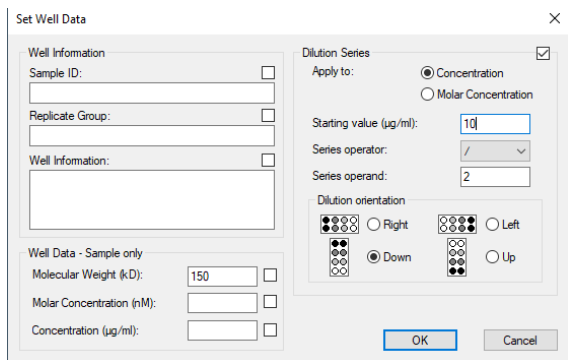 Set Well Data
Well Information
Sample ID:
Replicate Group:
Well Information:
Well Data - Sample only
Molecular Weight (kD): 150
Molar Concentration (nM):
Concentration (µg/ml):
Dilution Series
Apply to: Concentration
Molar Concentration
Starting value (µg/ml): 10
Series operator: /
Series operand: 2
Dilution orientation
Right Left
Down Up
OK Cancel